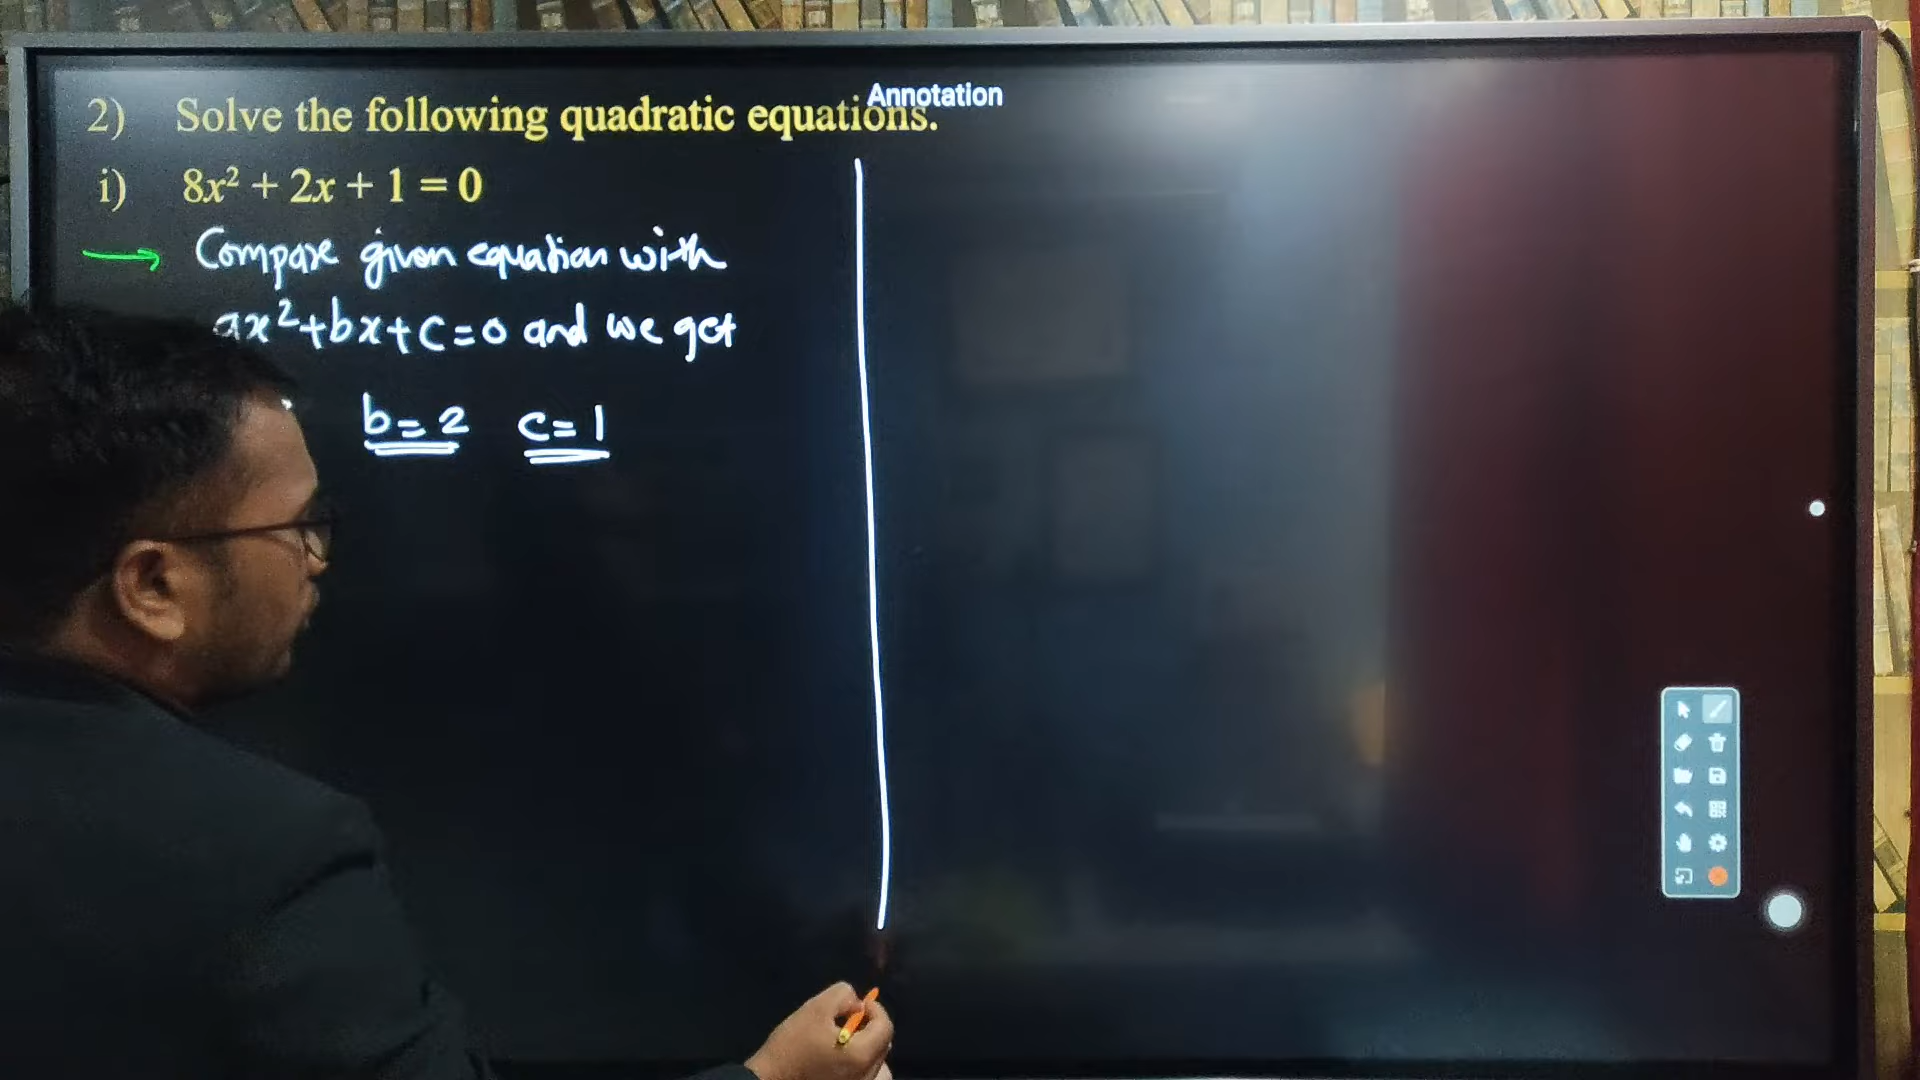 Annotation
2) Solve the following quadratic equations.
i) 8x² + 2x + 1 = 0
Compare given equation with
ax²+bx+c=0 and we get
b=2 c=1